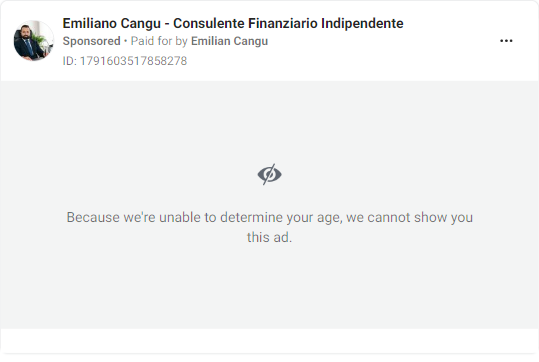 Emiliano Cangu - Consulente Finanziario Indipendente
Sponsored • Paid for by Emilian Cangu
ID: 1791603517858278
Because we're unable to determine your age, we cannot show you
this ad.